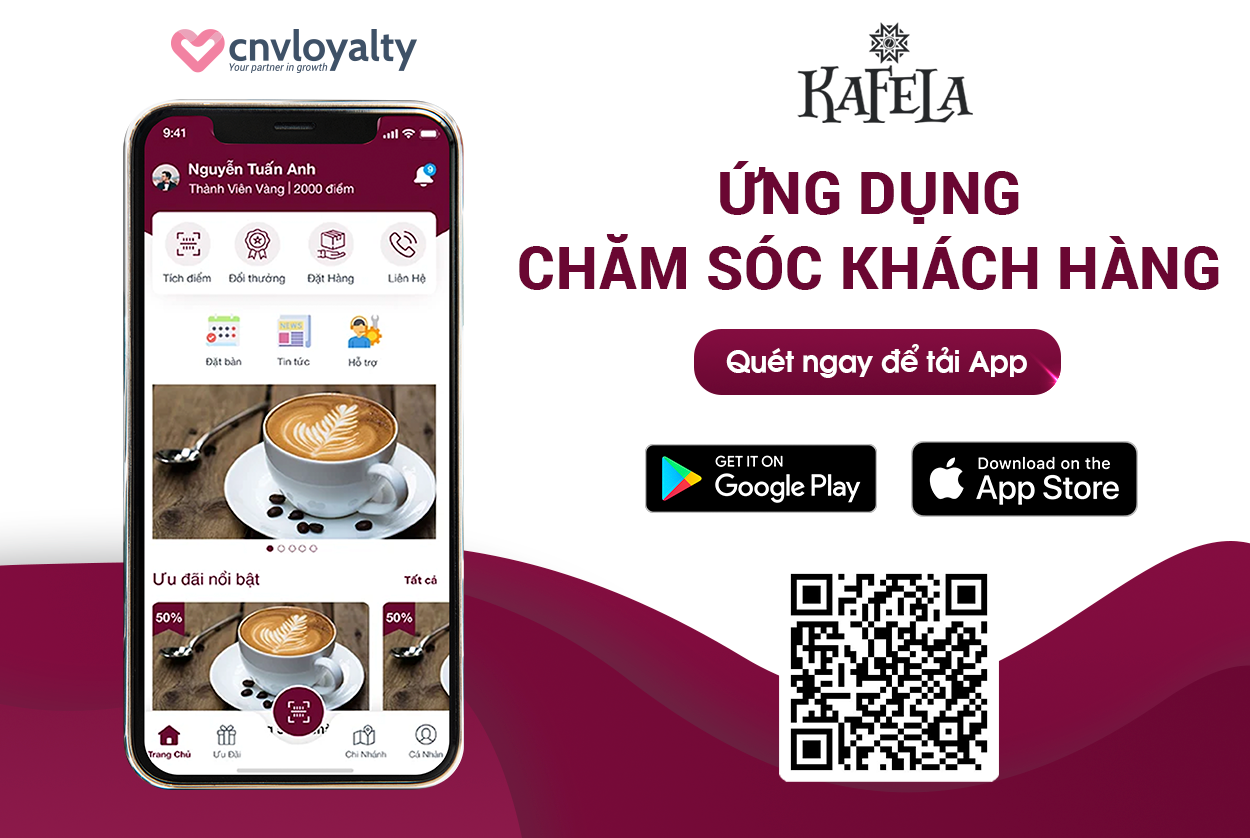 cnvloyalty
Your partner in growth
KAFELA
ỨNG DỤNG
CHĂM SÓC KHÁCH HÀNG
Quét ngay để tải App
GET IT ON
Google Play
Download on the
App Store
9:41
Nguyễn Tuấn Anh
Thành Viên Vàng | 2000 điểm
9
Tích điểm
Đổi thưởng
Đặt Hàng
Liên Hệ
Đặt bàn
NEWS
Tin tức
Hỗ trợ
Ưu đãi nổi bật
Tất cả
50%
50%
Trang Chủ
Ưu Đãi
Chi Nhánh
Cá Nhân